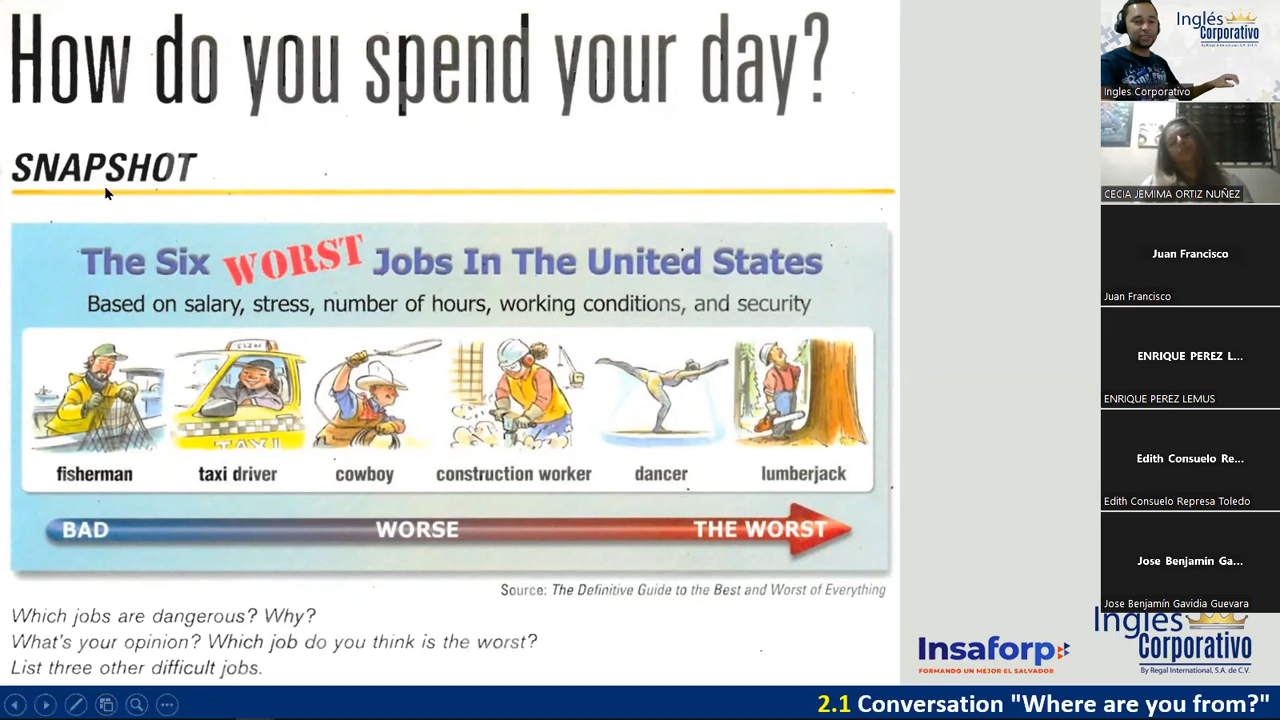 How do you spend your day?
SNAPSHOT
The Six WORST Jobs In The United States
Based on salary, stress, number of hours, working conditions, and security
TAXI
fisherman
taxi driver
cowboy
construction worker
dancer
lumberjack
BAD
WORSE
THE WORST
Source: The Definitive Guide to the Best and Worst of Everything
Which jobs are dangerous? Why?
What's your opinion? Which job do you think is the worst?
List three other difficult jobs.
Inglés
Corporativo
By Regal International, S.A. de C.V.
Ingles Corporativo
CECIA JEMIMA ORTIZ NUÑEZ
Juan Francisco
Juan Francisco
ENRIQUE PEREZ L...
ENRIQUE PEREZ LEMUS
Edith Consuelo Re...
Edith Consuelo Represa Toledo
Jose Benjamin Ga...
Jose Benjamín Gavidia Guevara
Insaforp
FORMANDO UN MEJOR EL SALVADOR
Inglés
Corporativo
By Regal International, S.A. de C.V.
2.1 Conversation "Where are you from?"